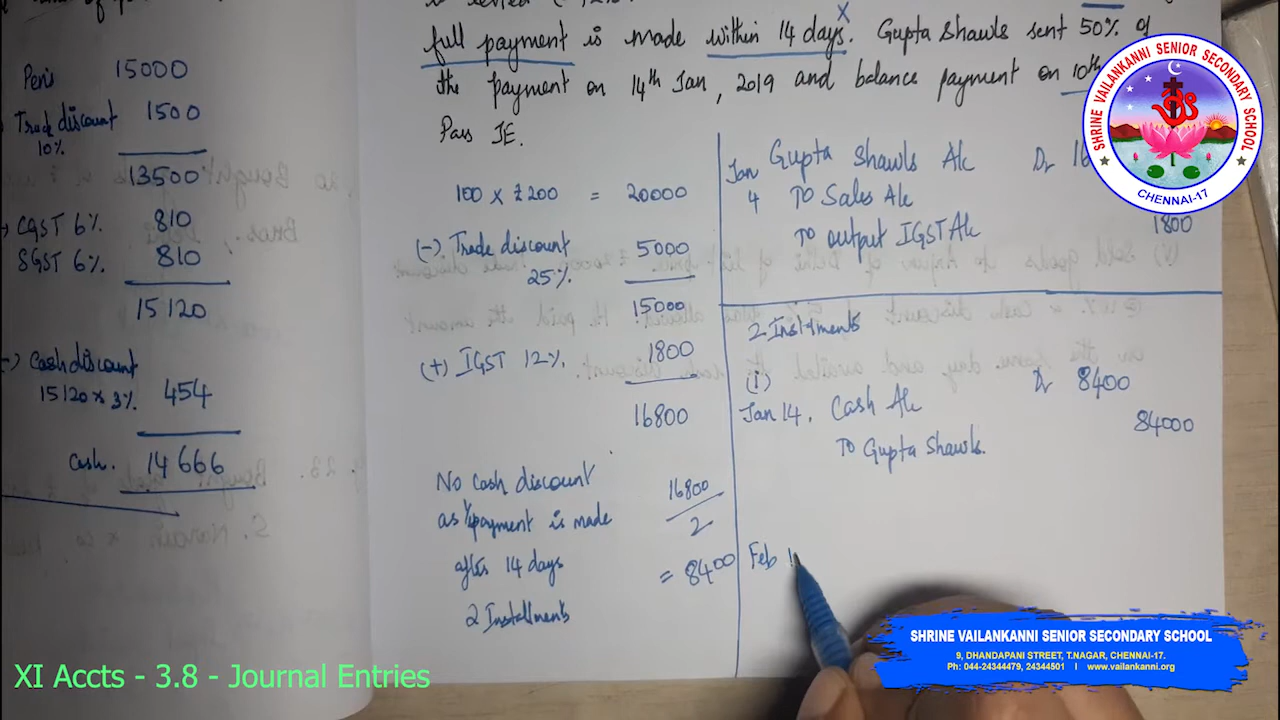 full payment is made within 14 days. Gupta Shawls sent 50% of
the payment on 14th Jan, 2019 and balance payment on 10th
Pass JE.
Pens 15000
Trade discount 1500
10%
13500
CGST 6% 810
SGST 6% 810
15120
(-) Cash discount
15120 x 3% 454
Cash. 14666
100 x ₹200 = 20000
(-) Trade discount 5000
25%
15000
(+) IGST 12% 1800
16800
No cash discount
as ½ payment is made
after 14 days
2 Installments
16800
2
= 8400
Jan Gupta Shawls A/c Dr
4 To Sales A/c
To output IGST A/c 1800
2 Instalments
(1)
Jan 14. Cash A/c Dr 8400
To Gupta Shawls. 84000
Feb 1
SHRINE VAILANKANNI SENIOR SECONDARY SCHOOL
CHENNAI-17
SHRINE VAILANKANNI SENIOR SECONDARY SCHOOL
9, DHANDAPANI STREET, T.NAGAR, CHENNAI-17.
Ph: 044-24344479, 24344501 I www.vailankanni.org
XI Accts - 3.8 - Journal Entries